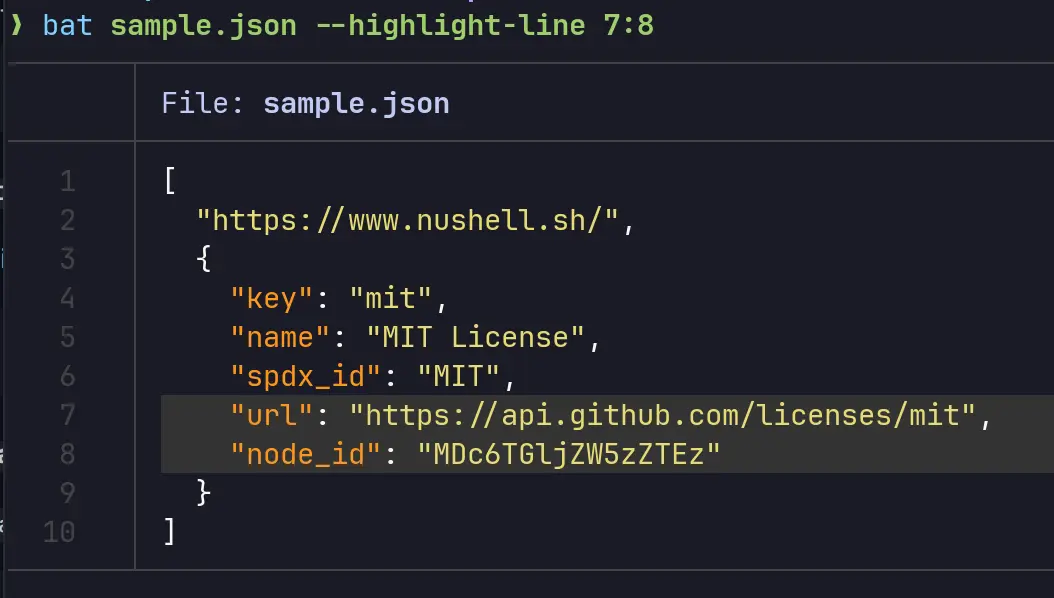 ❯ bat sample.json --highlight-line 7:8
File: sample.json
1 [
2   "https://www.nushell.sh/",
3   {
4     "key": "mit",
5     "name": "MIT License",
6     "spdx_id": "MIT",
7     "url": "https://api.github.com/licenses/mit",
8     "node_id": "MDc6TGljZW5zZTEz"
9   }
10 ]